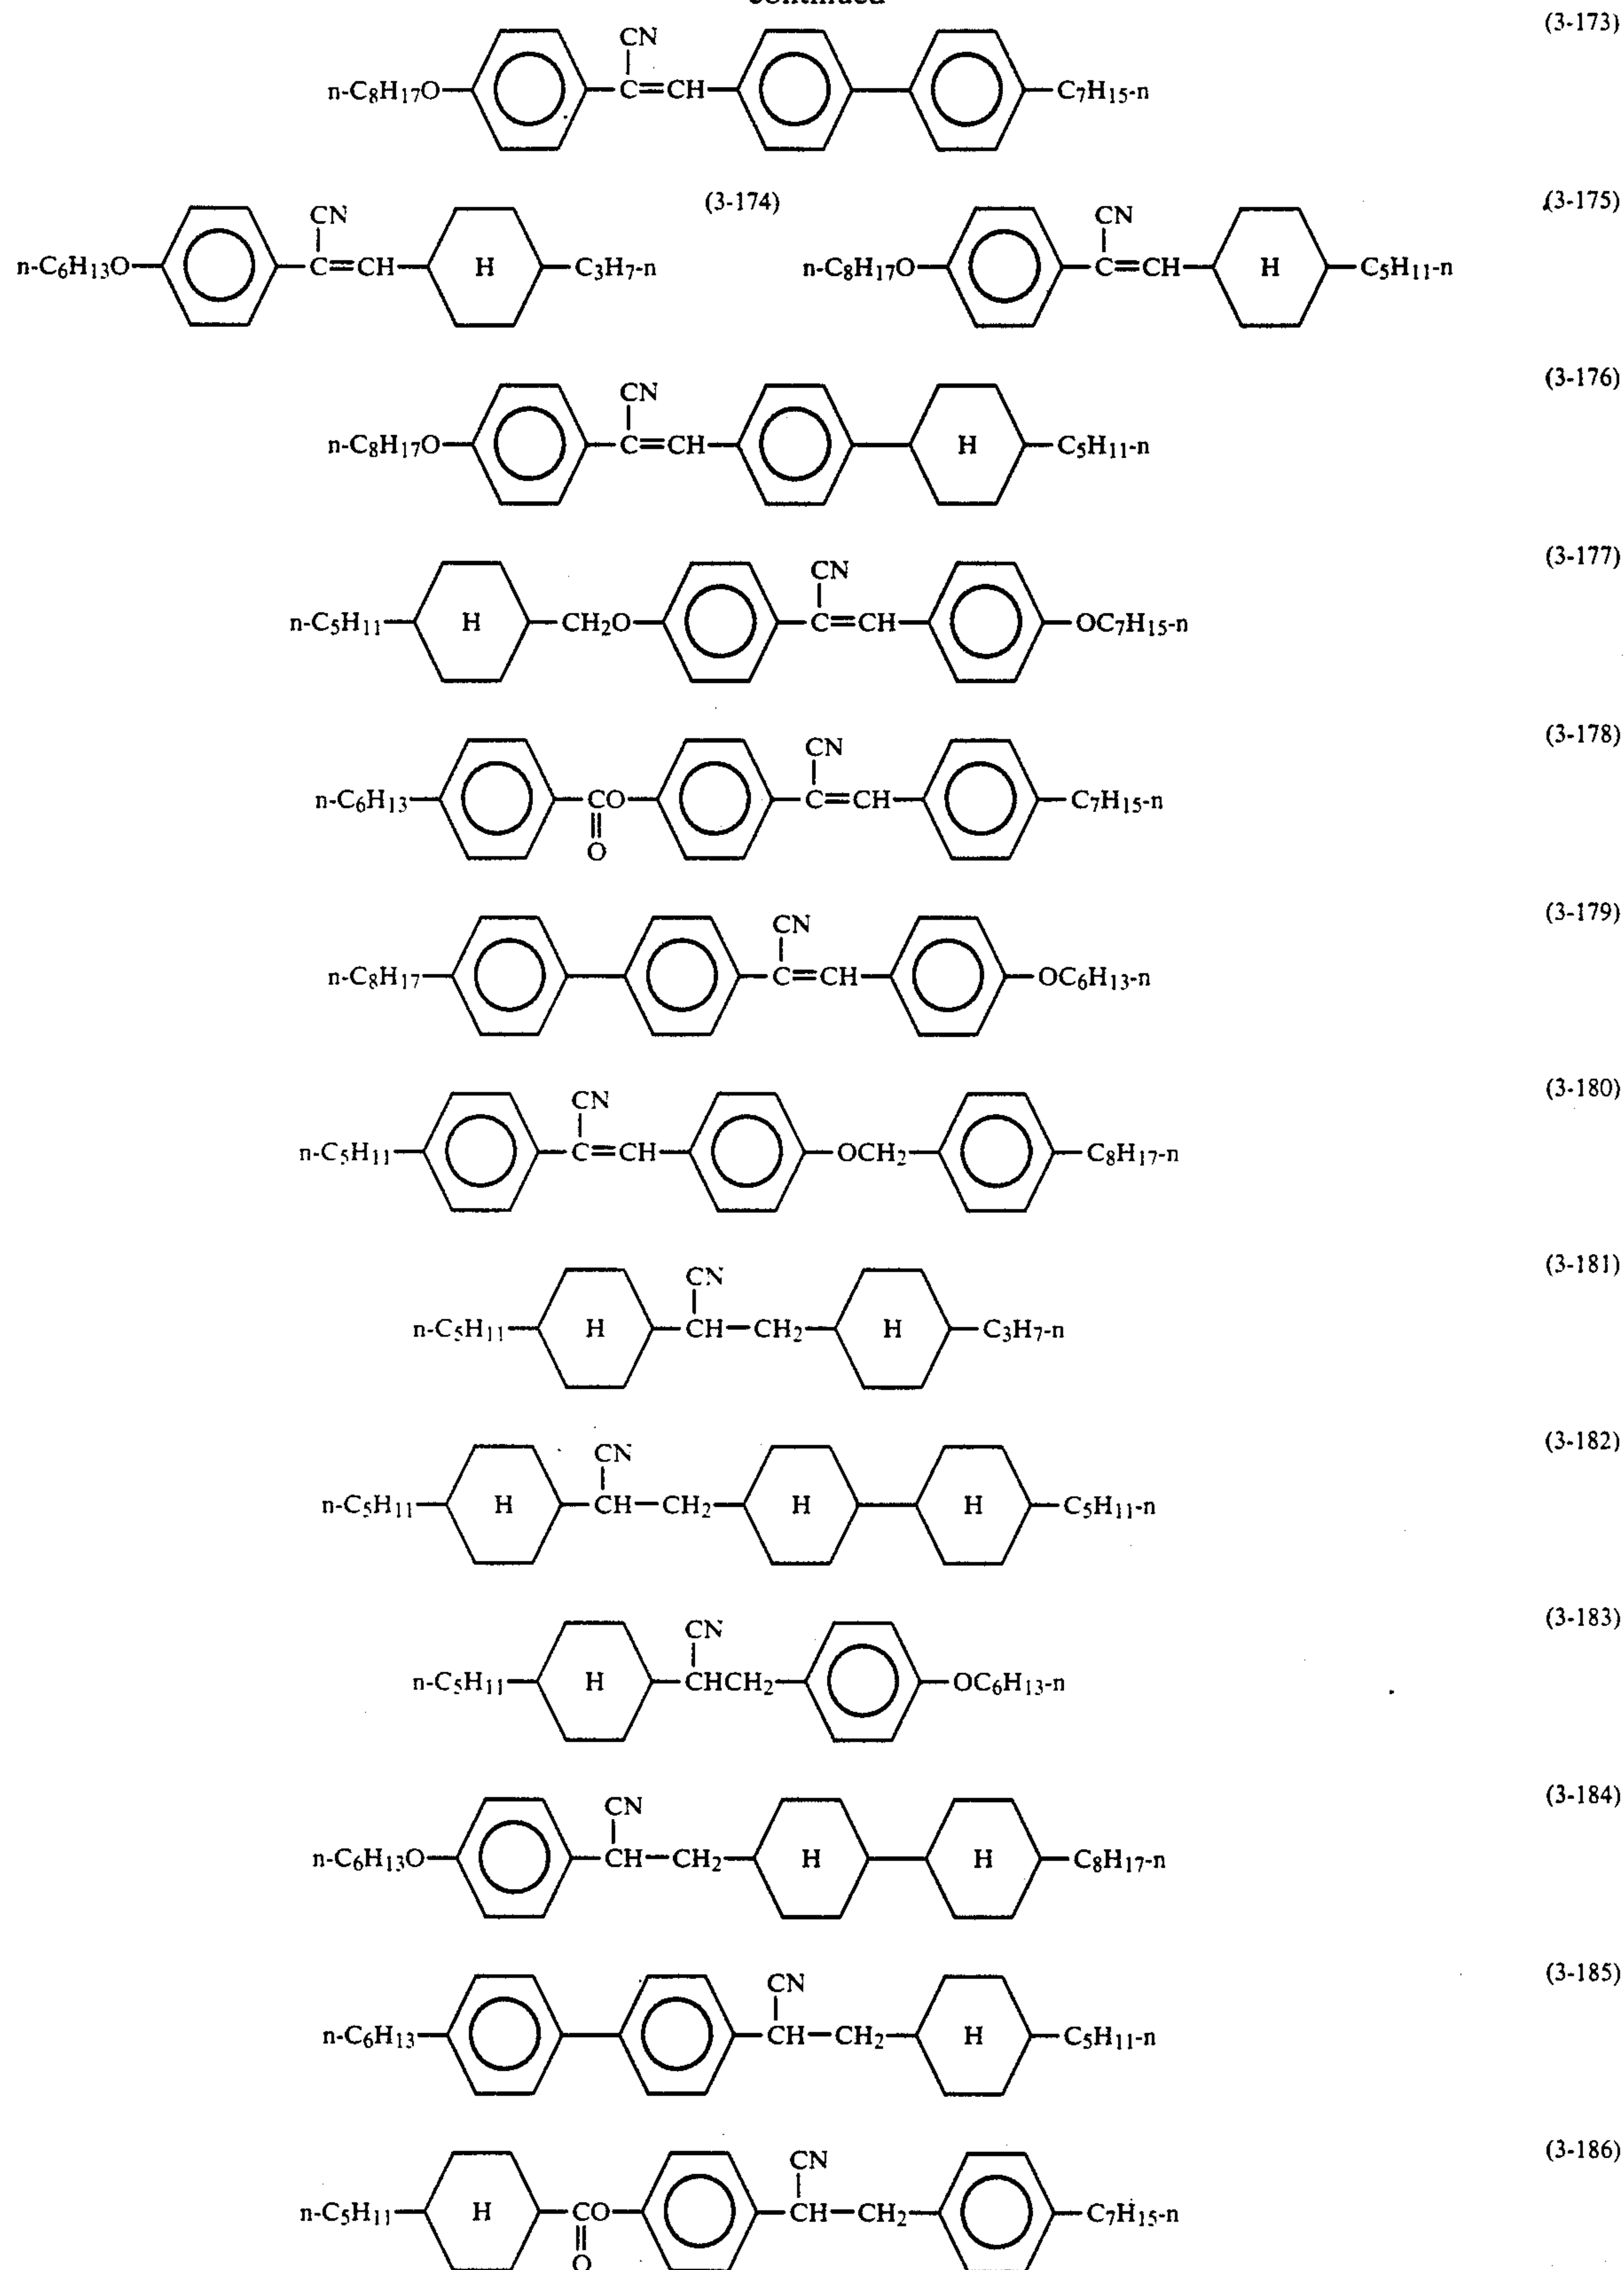 -continued
(3-173)
CN
n-C8H17O C=CH C7H15-n
(3-174) (3-175)
CN CN
n-C6H13O C=CH H C3H7-n n-C8H17O C=CH H C5H11-n
(3-176)
CN
n-C8H17O C=CH H C5H11-n
(3-177)
CN
n-C5H11 H CH2O C=CH OC7H15-n
(3-178)
CN
n-C6H13 CO C=CH C7H15-n
O
(3-179)
CN
n-C8H17 C=CH OC6H13-n
(3-180)
CN
n-C5H11 C=CH OCH2 C8H17-n
(3-181)
CN
n-C5H11 H CH-CH2 H C3H7-n
(3-182)
CN
n-C5H11 H CH-CH2 H H C5H11-n
(3-183)
CN
n-C5H11 H CHCH2 OC6H13-n
(3-184)
CN
n-C6H13O CH-CH2 H H C8H17-n
(3-185)
CN
n-C6H13 CH-CH2 H C5H11-n
(3-186)
CN
n-C5H11 H CO CH-CH2 C7H15-n
O